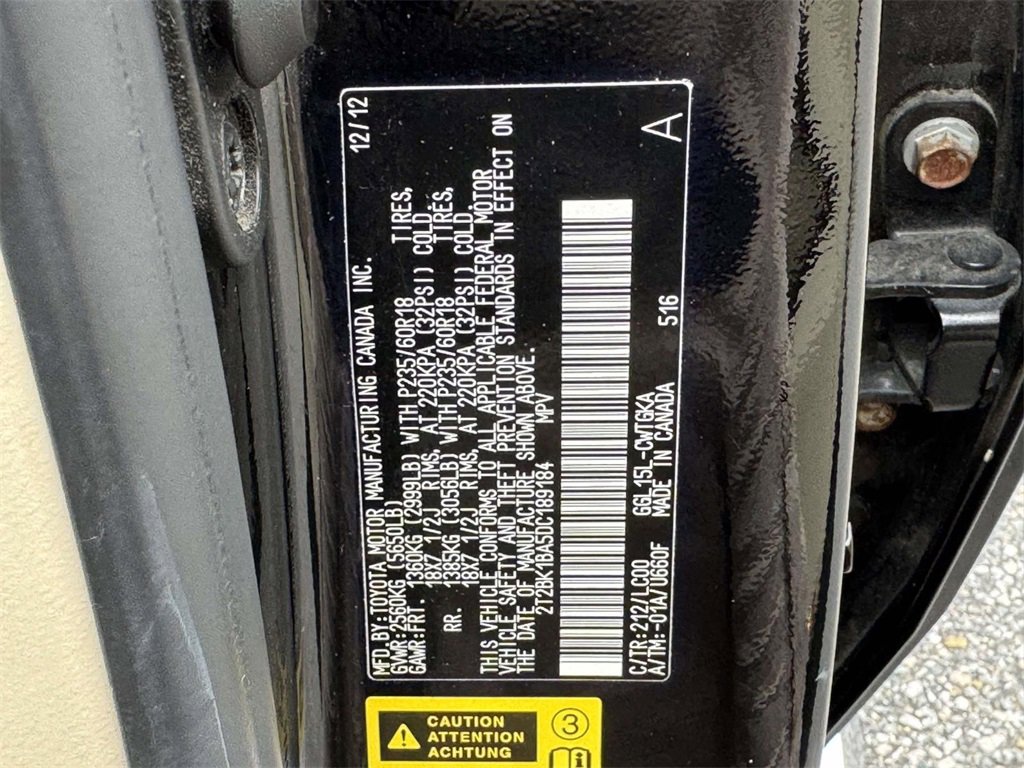 MFD. BY: TOYOTA MOTOR MANUFACTURING CANADA INC. 12/12
GVWR: 2560KG (5650LB)
GAWR: FRT. 1360KG (2999LB) WITH P235/60R18 TIRES,
18X7 1/2J RIMS, AT 220KPA (32PSI) COLD.
RR. 1385KG (3056LB) WITH P235/60R18 TIRES,
18X7 1/2J RIMS, AT 220KPA (32PSI) COLD.
THIS VEHICLE CONFORMS TO ALL APPLICABLE FEDERAL MOTOR
VEHICLE SAFETY AND THEFT PREVENTION STANDARDS IN EFFECT ON
THE DATE OF MANUFACTURE SHOWN ABOVE.
2T2BK1BA5DC189184 MPV
C/TR: 212/LC00 GGL15L-CWTGKA 516 A
A/TM: -01A/U660F MADE IN CANADA
CAUTION
ATTENTION
ACHTUNG
3